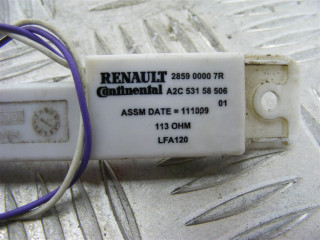 RENAULT 2859 0000 7R
Continental A2C 531 58 506
01
ASSM DATE = 111009
113 OHM
LFA120